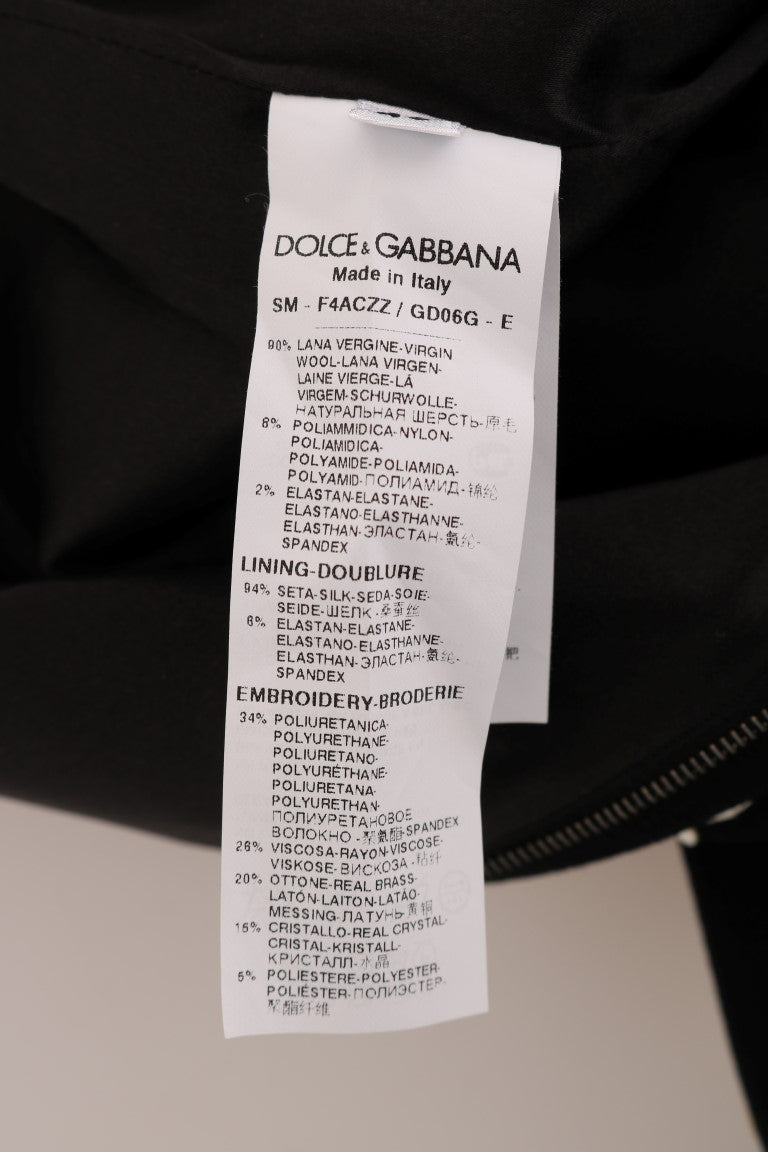 DOLCE & GABBANA
Made in Italy
SM - F4ACZZ / GD06G - E
90% LANA VERGINE-VIRGIN
WOOL-LANA VIRGEN-
LAINE VIERGE-LÃ
VIRGEM-SCHURWOLLE-
НАТУРАЛЬНАЯ ШЕРСТЬ-原毛
8% POLIAMMIDICA-NYLON-
POLIAMIDICA-
POLYAMIDE-POLIAMIDA-
POLYAMID-ПОЛИАМИД-锦纶
2% ELASTAN-ELASTANE-
ELASTANO-ELASTHANNE-
ELASTHAN-ЭЛАСТАН-氨纶-
SPANDEX
LINING-DOUBLURE
94% SETA-SILK-SEDA-SOIE-
SEIDE-ШЕЛК-桑蚕丝
6% ELASTAN-ELASTANE-
ELASTANO-ELASTHANNE-
ELASTHAN-ЭЛАСТАН-氨纶-
SPANDEX
EMBROIDERY-BRODERIE
34% POLIURETANICA-
POLYURETHANE-
POLIURETANO-
POLYURÉTHANE-
POLIURETANA-
POLYURETHAN-
ПОЛИУРЕТАНОВОЕ
ВОЛОКНО-聚氨酯-SPANDEX
26% VISCOSA-RAYON-VISCOSE-
VISKOSE-ВИСКОЗА-粘纤
20% OTTONE-REAL BRASS-
LATÓN-LAITON-LATÃO-
MESSING-ЛАТУНЬ-黄铜
15% CRISTALLO-REAL CRYSTAL-
CRISTAL-KRISTALL-
КРИСТАЛЛ-水晶
5% POLIESTERE-POLYESTER-
POLIÉSTER-ПОЛИЭСТЕР-
聚酯纤维